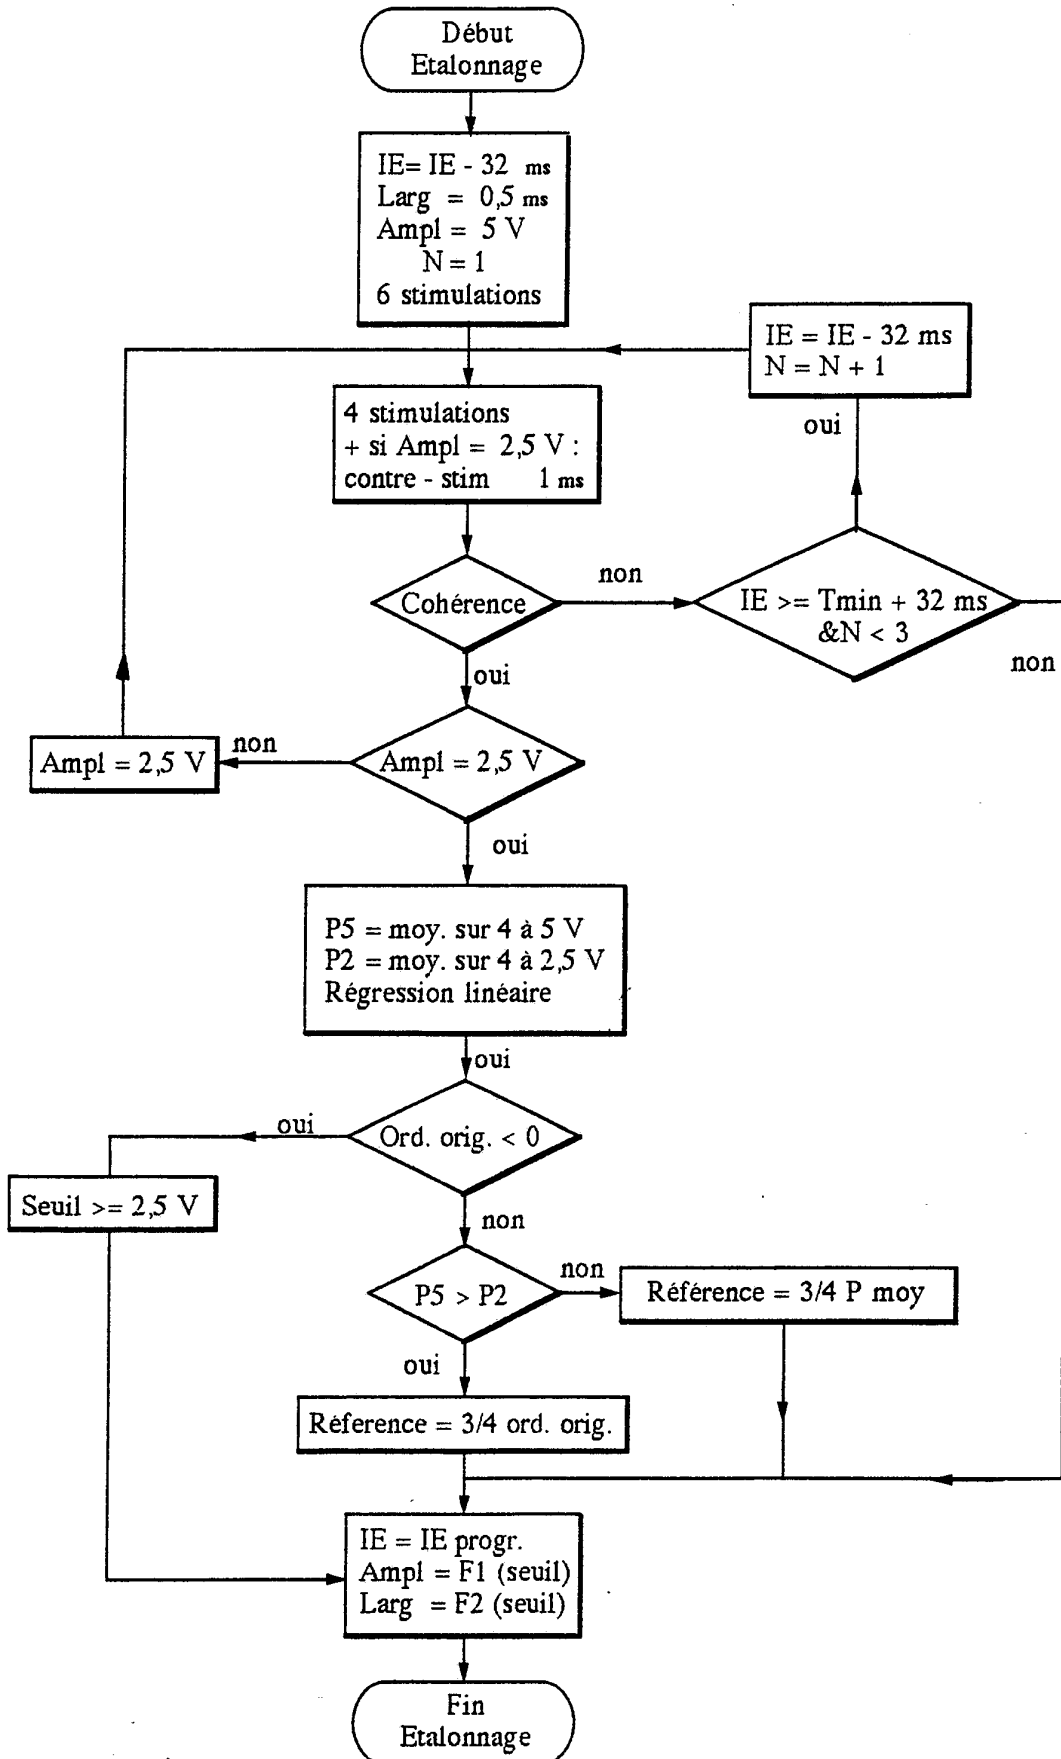 Début
Etalonnage
IE= IE - 32 ms
Larg = 0,5 ms
Ampl = 5 V
N = 1
6 stimulations
IE = IE - 32 ms
N = N + 1
oui
4 stimulations
+ si Ampl = 2,5 V :
contre - stim 1 ms
Cohérence
non
IE >= Tmin + 32 ms
&N < 3
non
oui
Ampl = 2,5 V
non
Ampl = 2,5 V
oui
P5 = moy. sur 4 à 5 V
P2 = moy. sur 4 à 2,5 V
Régression linéaire
oui
Ord. orig. < 0
oui
Seuil >= 2,5 V
non
P5 > P2
non
Référence = 3/4 P moy
oui
Réference = 3/4 ord. orig.
IE = IE progr.
Ampl = F1 (seuil)
Larg = F2 (seuil)
Fin
Etalonnage